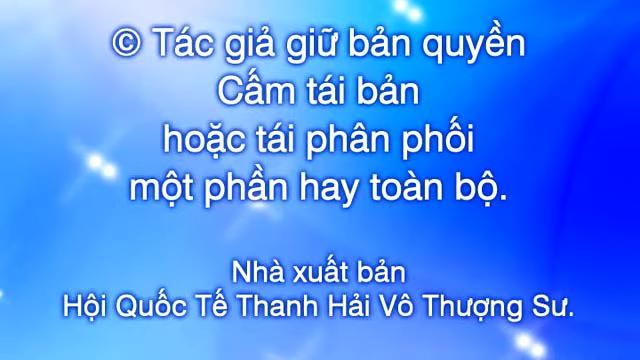 © Tác giả giữ bản quyền
Cấm tái bản
hoặc tái phân phối
một phần hay toàn bộ.
Nhà xuất bản
Hội Quốc Tế Thanh Hải Vô Thượng Sư.